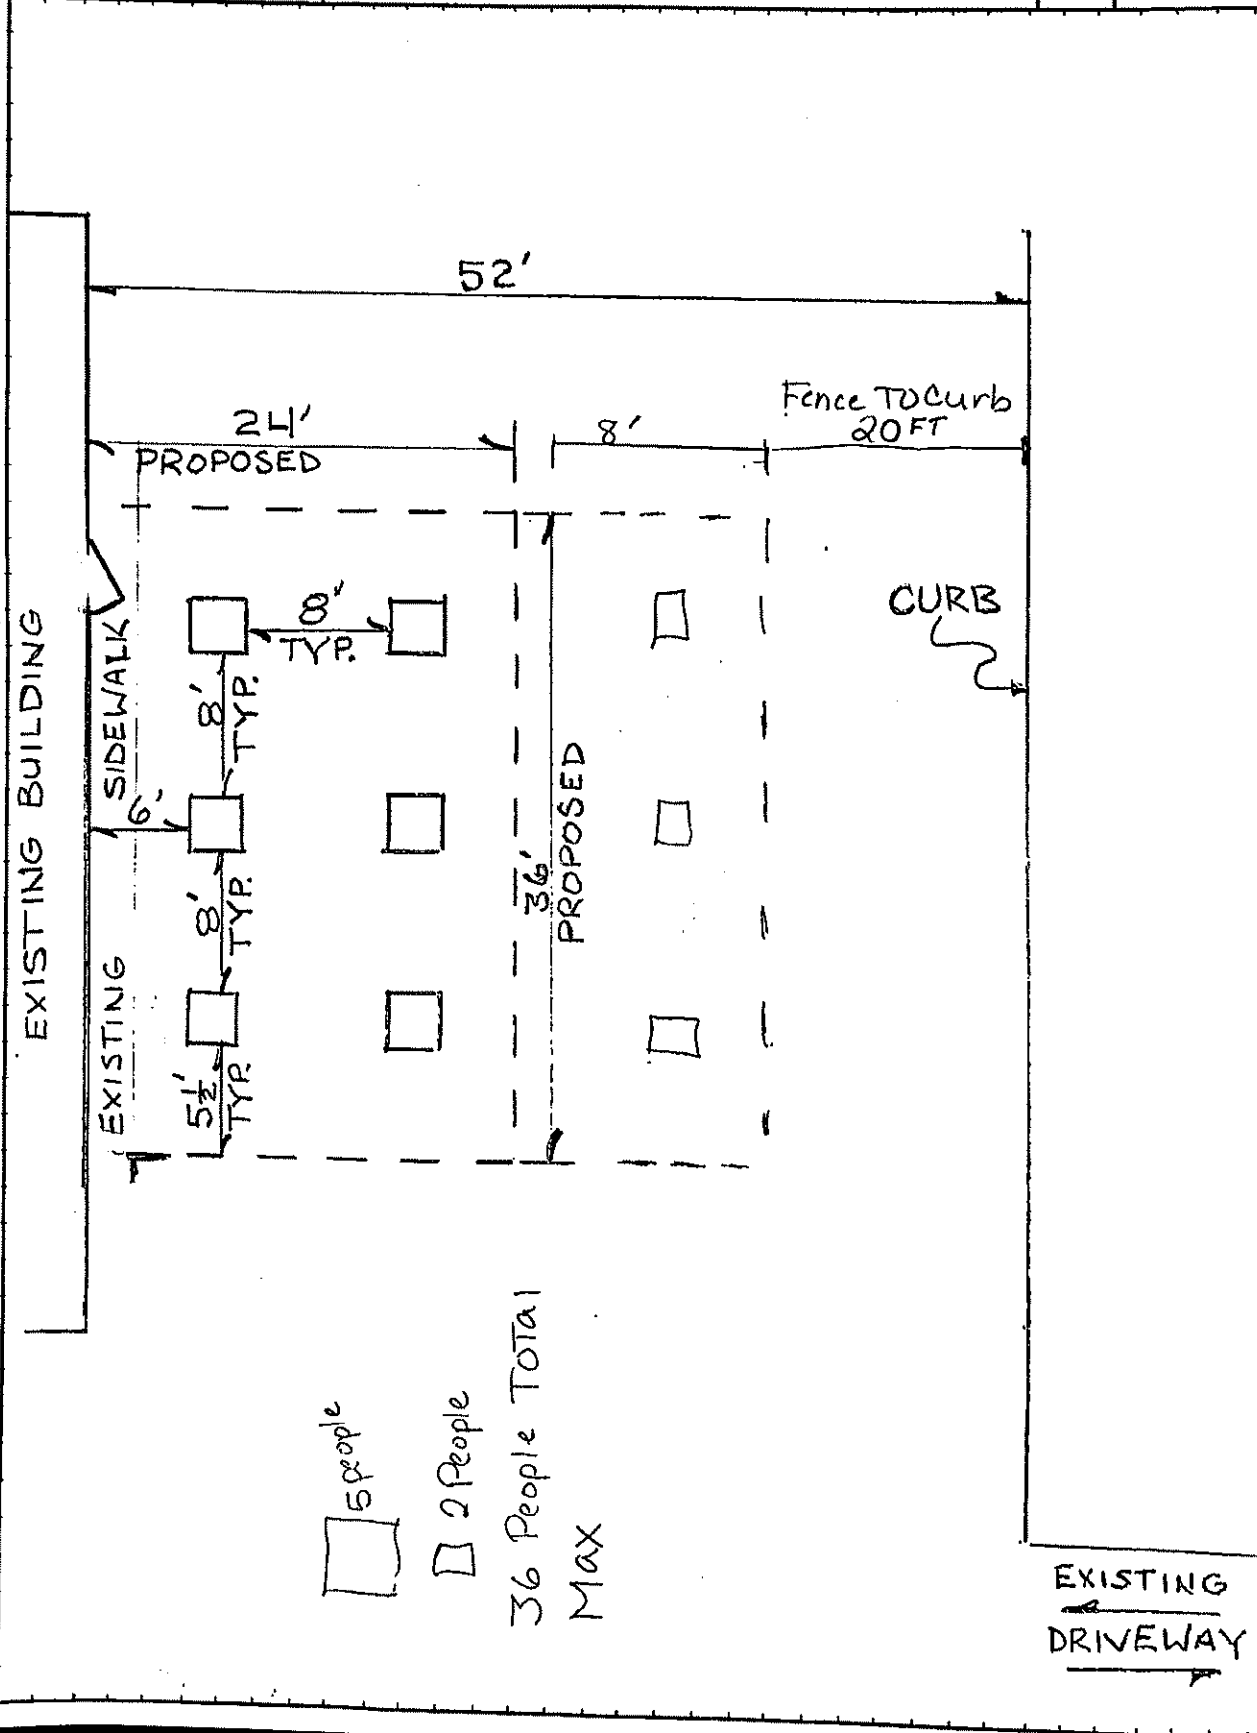 52'
24'
PROPOSED
8'
Fence To Curb
20 FT
EXISTING BUILDING
EXISTING SIDEWALK
6'
8'
TYP.
8'
TYP.
8'
TYP.
5½'
TYP.
36'
PROPOSED
CURB
5 people
2 People
36 People Total
Max
EXISTING
DRIVEWAY